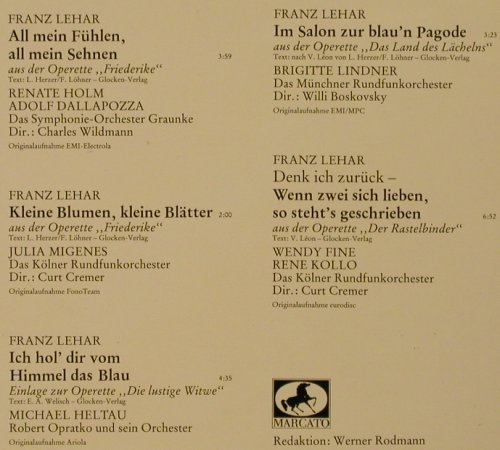 FRANZ LEHAR
All mein Fühlen,
all mein Sehnen 3:59
aus der Operette „Friederike“
Text: L. Herzer/F. Löhner – Glocken-Verlag
RENATE HOLM
ADOLF DALLAPOZZA
Das Symphonie-Orchester Graunke
Dir.: Charles Wildmann
Originalaufnahme EMI-Electrola
FRANZ LEHAR
Kleine Blumen, kleine Blätter 2:00
aus der Operette „Friederike“
Text: L. Herzer/F. Löhner – Glocken-Verlag
JULIA MIGENES
Das Kölner Rundfunkorchester
Dir.: Curt Cremer
Originalaufnahme FonoTeam
FRANZ LEHAR
Ich hol’ dir vom
Himmel das Blau 4:35
Einlage zur Operette „Die lustige Witwe“
Text: E. A. Welisch – Glocken-Verlag
MICHAEL HELTAU
Robert Opratko und sein Orchester
Originalaufnahme Ariola
FRANZ LEHAR
Im Salon zur blau’n Pagode 3:23
aus der Operette „Das Land des Lächelns“
Text: nach V. Léon von L. Herzer/F. Löhner – Glocken-Verlag
BRIGITTE LINDNER
Das Münchner Rundfunkorchester
Dir.: Willi Boskovsky
Originalaufnahme EMI/MPC
FRANZ LEHAR
Denk ich zurück –
Wenn zwei sich lieben,
so steht’s geschrieben 6:52
aus der Operette „Der Rastelbinder“
Text: V. Léon – Glocken-Verlag
WENDY FINE
RENE KOLLO
Das Kölner Rundfunkorchester
Dir.: Curt Cremer
Originalaufnahme eurodisc
MARCATO
Redaktion: Werner Rodmann